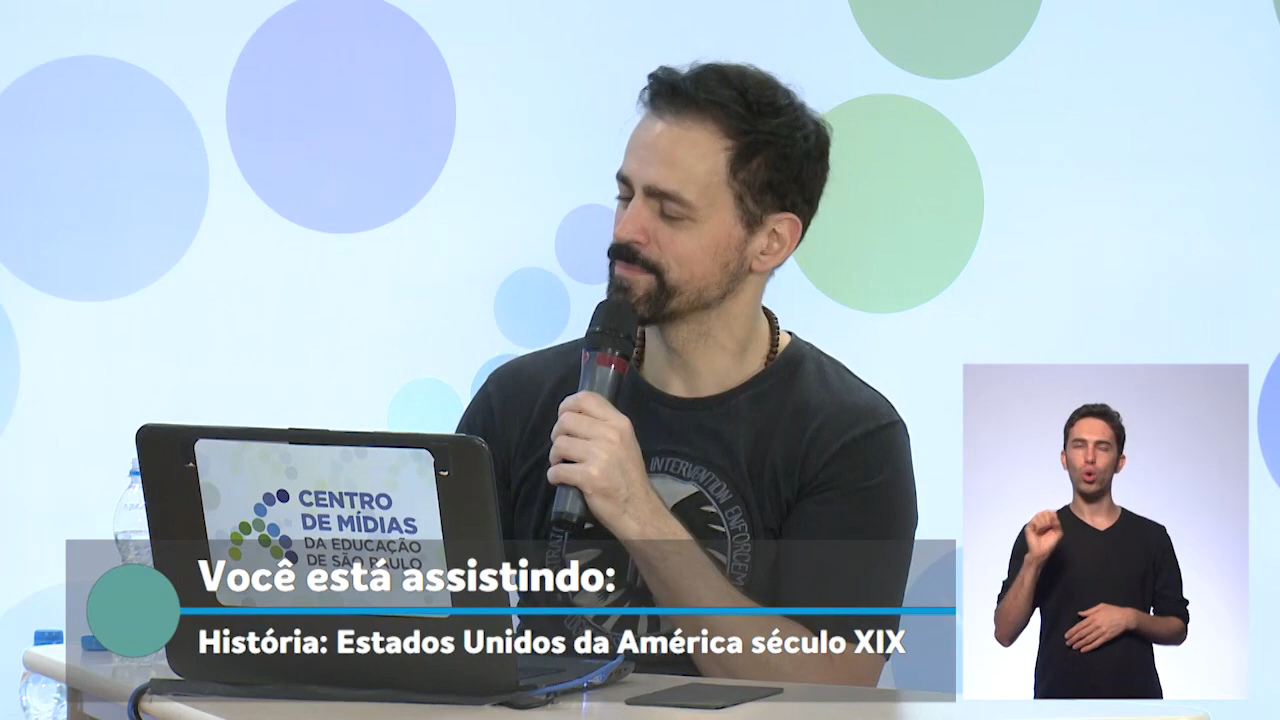 INTERVENTION ENFORCEM
STRAT
CENTRO
DE MÍDIAS
DA EDUCAÇÃO
DE SÃO PAULO
Você está assistindo:
História: Estados Unidos da América século XIX